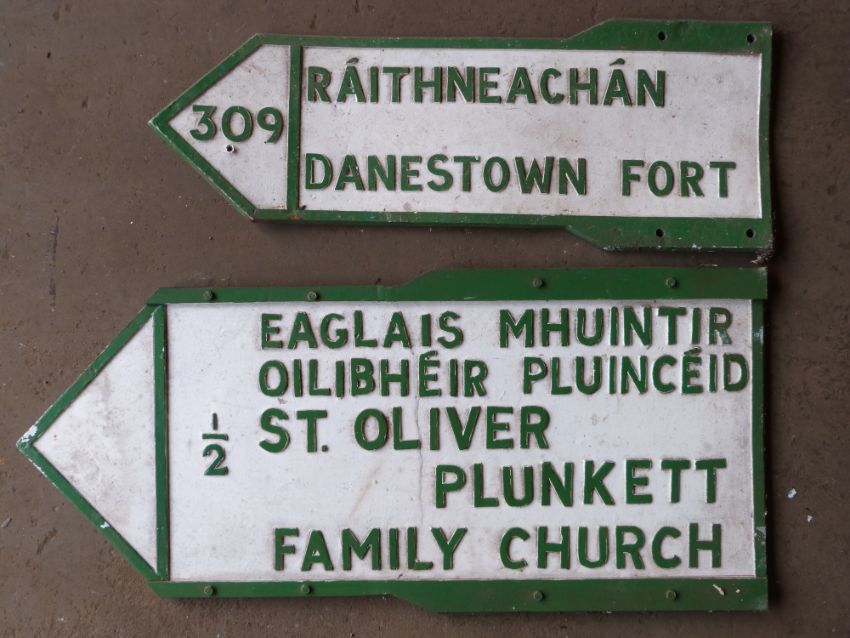 309
RÁITHNEACHÁN
DANESTOWN FORT
EAGLAIS MHUINTIR
OILIBHÉIR PLUINCÉID
1/2
ST. OLIVER
PLUNKETT
FAMILY CHURCH